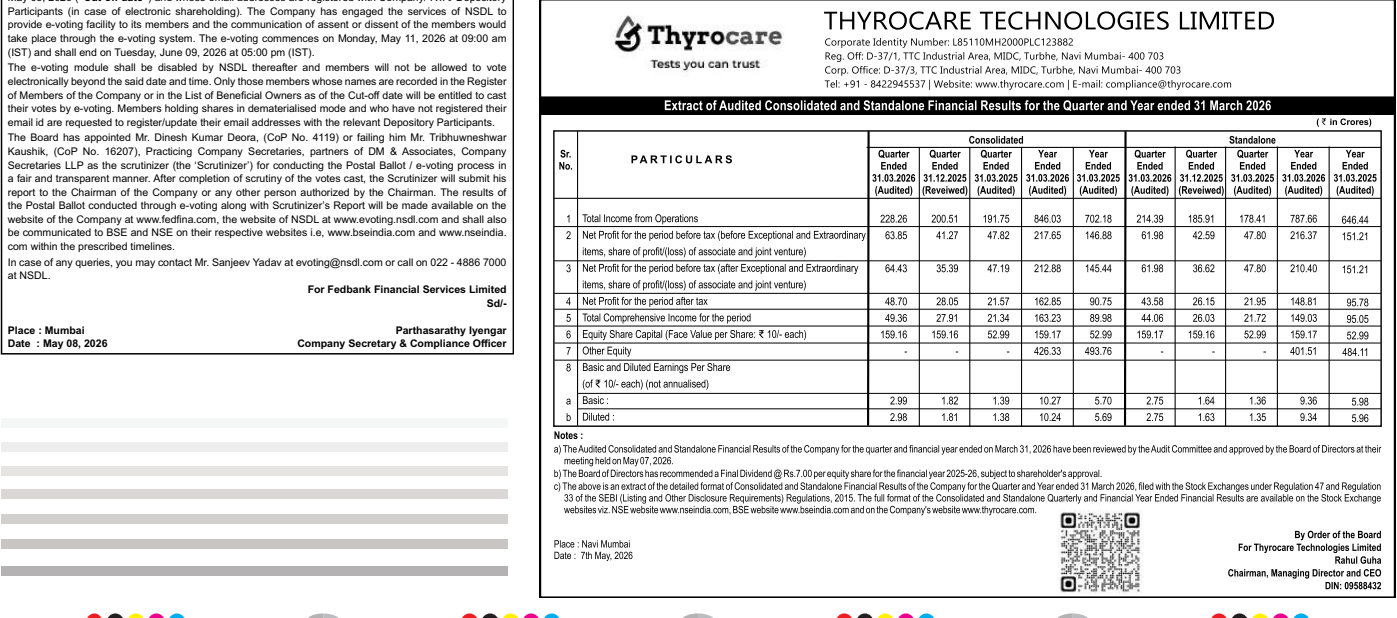 Participants (in case of electronic shareholding). The Company has engaged the services of NSDL to
provide e-voting facility to its members and the communication of assent or dissent of the members would
take place through the e-voting system. The e-voting commences on Monday, May 11, 2026 at 09:00 am
(IST) and shall end on Tuesday, June 09, 2026 at 05:00 pm (IST).
The e-voting module shall be disabled by NSDL thereafter and members will not be allowed to vote
electronically beyond the said date and time. Only those members whose names are recorded in the Register
of Members of the Company or in the List of Beneficial Owners as of the Cut-off date will be entitled to cast
their votes by e-voting. Members holding shares in dematerialised mode and who have not registered their
email id are requested to register/update their email addresses with the relevant Depository Participants.
The Board has appointed Mr. Dinesh Kumar Deora, (CoP No. 4119) or failing him Mr. Tribhuwneshwar
Kaushik, (CoP No. 16207), Practicing Company Secretaries, partners of DM & Associates, Company
Secretaries LLP as the scrutinizer (the ‘Scrutinizer’) for conducting the Postal Ballot / e-voting process in
a fair and transparent manner. After completion of scrutiny of the votes cast, the Scrutinizer will submit his
report to the Chairman of the Company or any other person authorized by the Chairman. The results of
the Postal Ballot conducted through e-voting along with Scrutinizer’s Report will be made available on the
website of the Company at www.fedfina.com, the website of NSDL at www.evoting.nsdl.com and shall also
be communicated to BSE and NSE on their respective websites i.e, www.bseindia.com and www.nseindia.
com within the prescribed timelines.
In case of any queries, you may contact Mr. Sanjeev Yadav at evoting@nsdl.com or call on 022 - 4886 7000
at NSDL.
For Fedbank Financial Services Limited
Sd/-
Place : Mumbai Parthasarathy Iyengar
Date : May 08, 2026 Company Secretary & Compliance Officer
Thyrocare
Tests you can trust
THYROCARE TECHNOLOGIES LIMITED
Corporate Identity Number: L85110MH2000PLC123882
Reg. Off: D-37/1, TTC Industrial Area, MIDC, Turbhe, Navi Mumbai- 400 703
Corp. Office: D-37/3, TTC Industrial Area, MIDC, Turbhe, Navi Mumbai- 400 703
Tel: +91 - 8422945537 | Website: www.thyrocare.com | E-mail: compliance@thyrocare.com
Extract of Audited Consolidated and Standalone Financial Results for the Quarter and Year ended 31 March 2026
( ₹ in Crores)
Consolidated Standalone
Sr. PARTICULARS Quarter Quarter Quarter Year Year Quarter Quarter Quarter Year Year
No. Ended Ended Ended Ended Ended Ended Ended Ended Ended Ended
31.03.2026 31.12.2025 31.03.2025 31.03.2026 31.03.2025 31.03.2026 31.12.2025 31.03.2025 31.03.2026 31.03.2025
(Audited) (Reveiwed) (Audited) (Audited) (Audited) (Audited) (Reveiwed) (Audited) (Audited) (Audited)
1 Total Income from Operations 228.26 200.51 191.75 846.03 702.18 214.39 185.91 178.41 787.66 646.44
2 Net Profit for the period before tax (before Exceptional and Extraordinary 63.85 41.27 47.82 217.65 146.88 61.98 42.59 47.80 216.37 151.21
items, share of profit/(loss) of associate and joint venture)
3 Net Profit for the period before tax (after Exceptional and Extraordinary 64.43 35.39 47.19 212.88 145.44 61.98 36.62 47.80 210.40 151.21
items, share of profit/(loss) of associate and joint venture)
4 Net Profit for the period after tax 48.70 28.05 21.57 162.85 90.75 43.58 26.15 21.95 148.81 95.78
5 Total Comprehensive Income for the period 49.36 27.91 21.34 163.23 89.98 44.06 26.03 21.72 149.03 95.05
6 Equity Share Capital (Face Value per Share: ₹ 10/- each) 159.16 159.16 52.99 159.17 52.99 159.17 159.16 52.99 159.17 52.99
7 Other Equity - - - 426.33 493.76 - - - 401.51 484.11
8 Basic and Diluted Earnings Per Share
(of ₹ 10/- each) (not annualised)
a Basic : 2.99 1.82 1.39 10.27 5.70 2.75 1.64 1.36 9.36 5.98
b Diluted : 2.98 1.81 1.38 10.24 5.69 2.75 1.63 1.35 9.34 5.96
Notes :
a) The Audited Consolidated and Standalone Financial Results of the Company for the quarter and financial year ended on March 31, 2026 have been reviewed by the Audit Committee and approved by the Board of Directors at their
meeting held on May 07, 2026.
b) The Board of Directors has recommended a Final Dividend @ Rs.7.00 per equity share for the financial year 2025-26, subject to shareholder's approval.
c) The above is an extract of the detailed format of Consolidated and Standalone Financial Results of the Company for the Quarter and Year ended 31 March 2026, filed with the Stock Exchanges under Regulation 47 and Regulation
33 of the SEBI (Listing and Other Disclosure Requirements) Regulations, 2015. The full format of the Consolidated and Standalone Quarterly and Financial Year Ended Financial Results are available on the Stock Exchange
websites viz. NSE website www.nseindia.com, BSE website www.bseindia.com and on the Company's website www.thyrocare.com.
Place : Navi Mumbai
Date : 7th May, 2026
By Order of the Board
For Thyrocare Technologies Limited
Rahul Guha
Chairman, Managing Director and CEO
DIN: 09588432